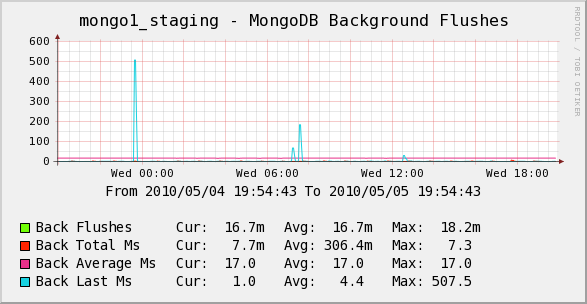 mongo1_staging - MongoDB Background Flushes
RRDTOOL / TOBI OETIKER
600
500
400
300
200
100
0
Wed 00:00 Wed 06:00 Wed 12:00 Wed 18:00
From 2010/05/04 19:54:43 To 2010/05/05 19:54:43
Back Flushes Cur: 16.7m Avg: 16.7m Max: 18.2m
Back Total Ms Cur: 7.7m Avg: 306.4m Max: 7.3
Back Average Ms Cur: 17.0 Avg: 17.0 Max: 17.0
Back Last Ms Cur: 1.0 Avg: 4.4 Max: 507.5